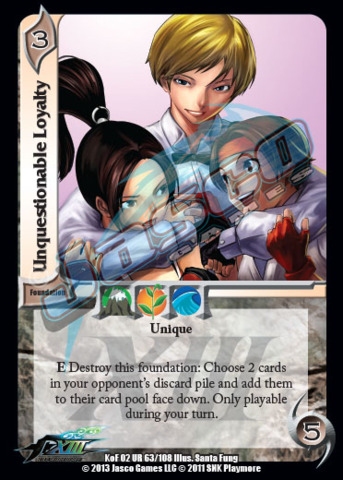 3
Unquestionable Loyalty
Foundation
Unique
E Destroy this foundation: Choose 2 cards
in your opponent's discard pile and add them
to their card pool face down. Only playable
during your turn.
5
XIII
KoF 02 UR 63/108 Illus. Santa Fung
© 2013 Jasco Games LLC © 2011 SNK Playmore